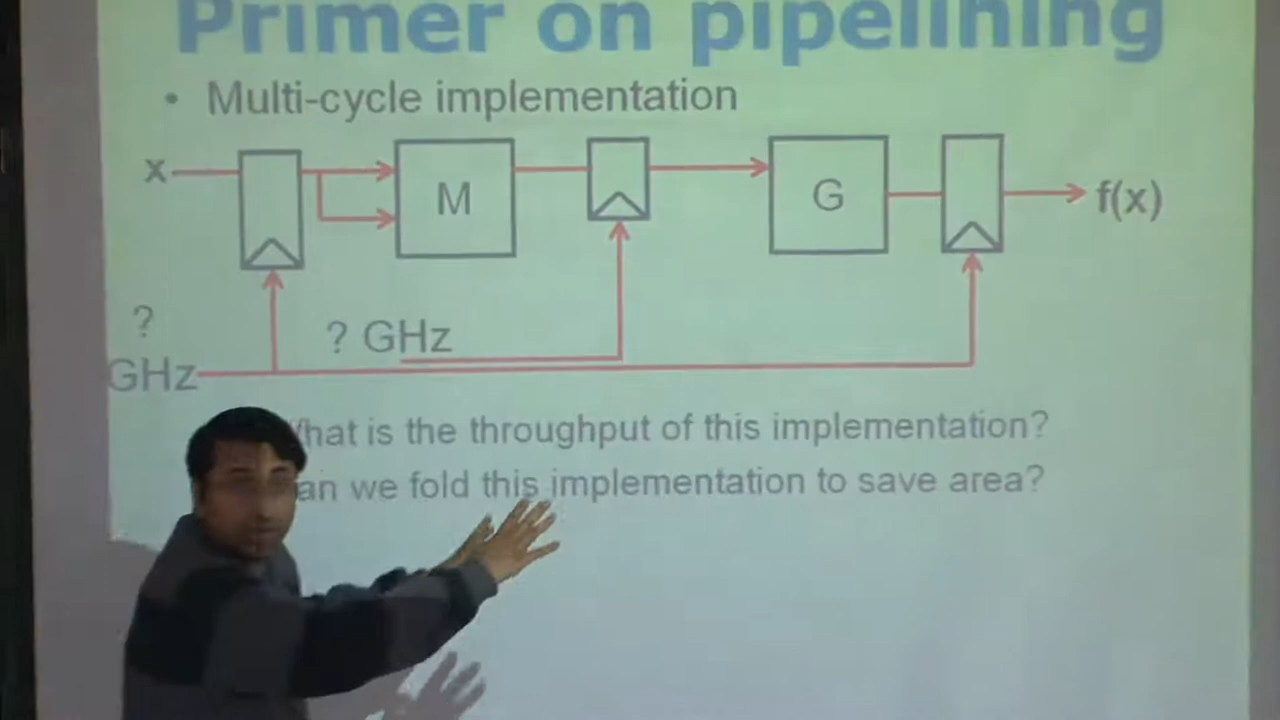 Primer on pipelining
• Multi-cycle implementation
x
M
G
f(x)
?
GHz
? GHz
hat is the throughput of this implementation?
an we fold this implementation to save area?